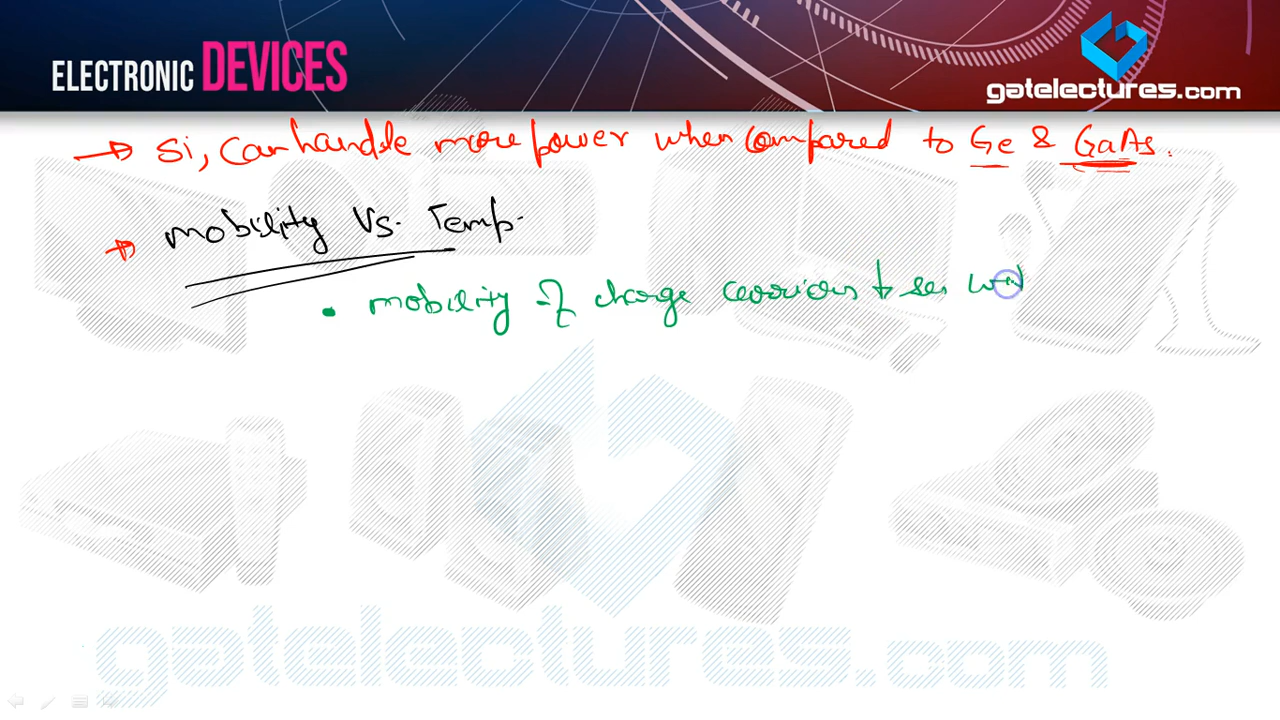 ELECTRONIC DEVICES
gatelectures.com
→ Si, can handle more power when compared to Ge & GaAs.
→ mobility Vs. Temp.
• mobility of charge carriers ↓ses
gatelectures.com